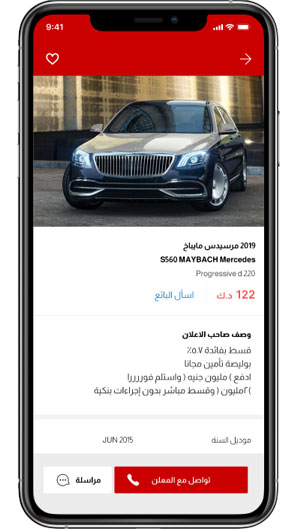 9:41
2019 مرسيدس مايباخ
S560 MAYBACH Mercedes
Progressive d 220
122 د.ك
اسأل البائع
وصف صاحب الاعلان
قسط بفائدة ٥.٧٪
بوليصة تأمين مجانا
ادفع ) مليون جنيه ( واستلم فوررررا
)٢مليون ( وقسط مباشر بدون إجراءات بنكية
موديل السنة
JUN 2015
تواصل مع المعلن
مراسلة